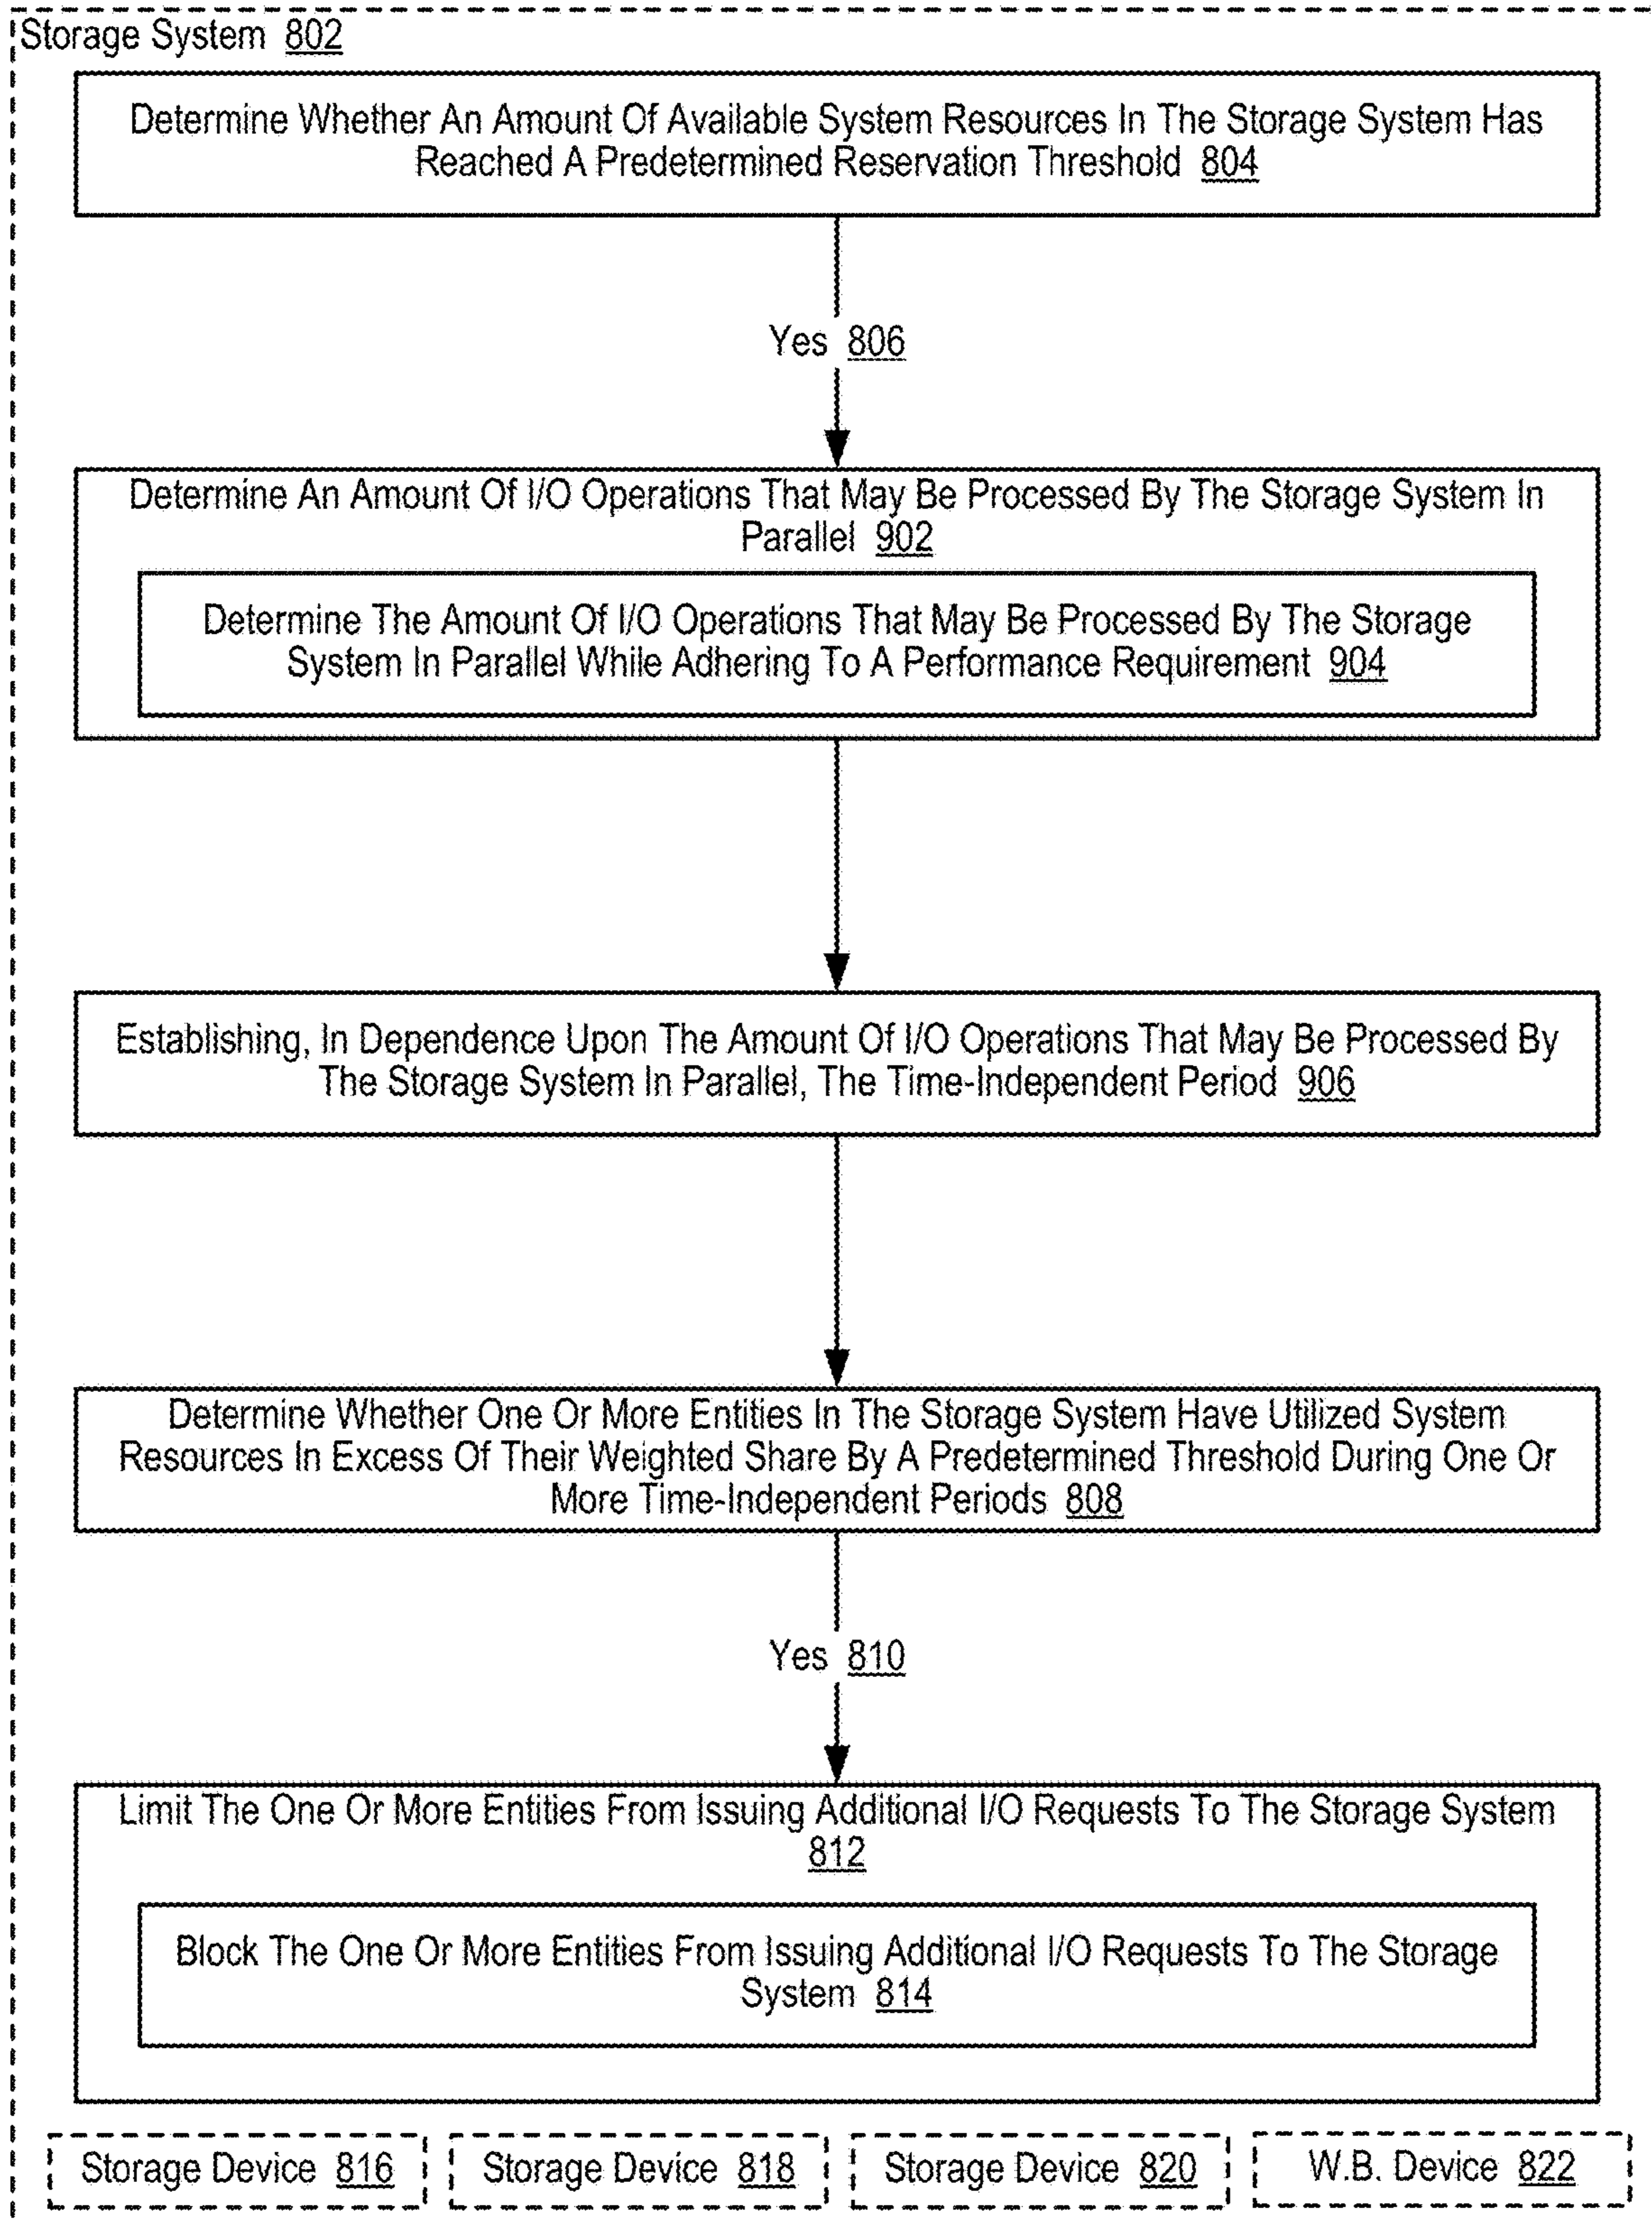 Storage System 802
Determine Whether An Amount Of Available System Resources In The Storage System Has
Reached A Predetermined Reservation Threshold 804
Yes 806
Determine An Amount Of I/O Operations That May Be Processed By The Storage System In
Parallel 902
Determine The Amount Of I/O Operations That May Be Processed By The Storage
System In Parallel While Adhering To A Performance Requirement 904
Establishing, In Dependence Upon The Amount Of I/O Operations That May Be Processed By
The Storage System In Parallel, The Time-Independent Period 906
Determine Whether One Or More Entities In The Storage System Have Utilized System
Resources In Excess Of Their Weighted Share By A Predetermined Threshold During One Or
More Time-Independent Periods 808
Yes 810
Limit The One Or More Entities From Issuing Additional I/O Requests To The Storage System
812
Block The One Or More Entities From Issuing Additional I/O Requests To The Storage
System 814
Storage Device 816
Storage Device 818
Storage Device 820
W.B. Device 822